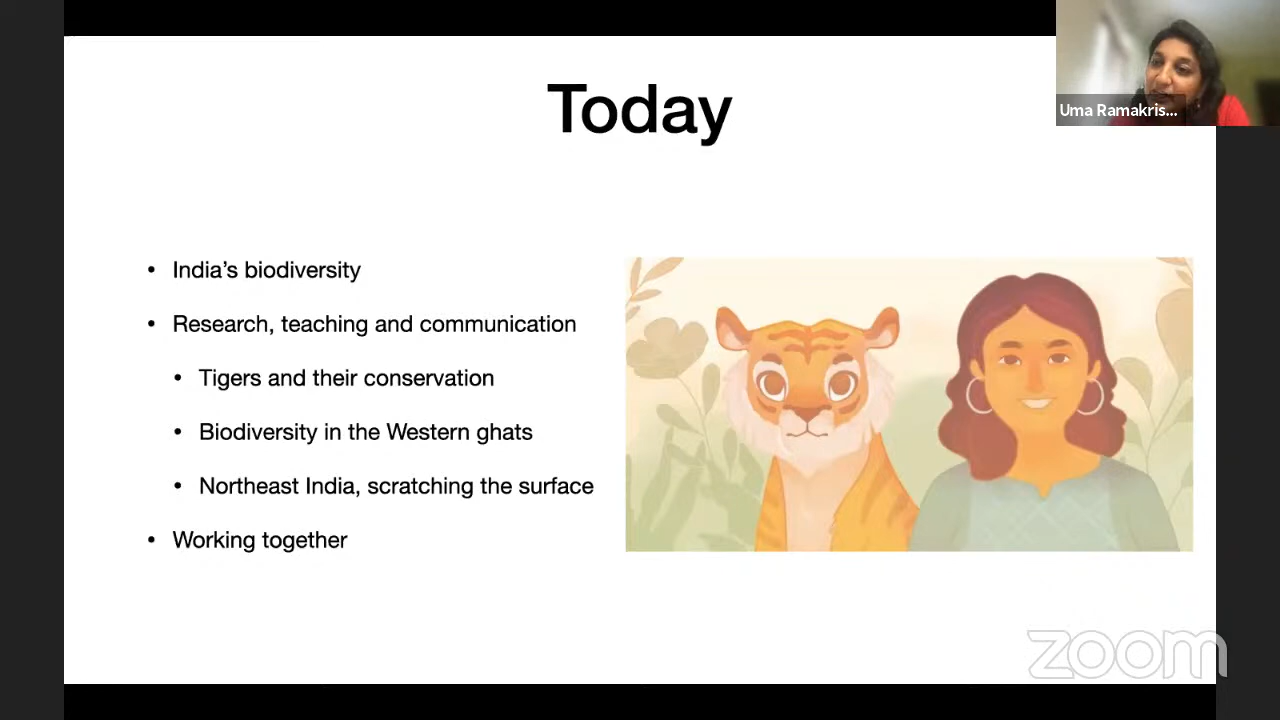 Today
Uma Ramakris...
• India's biodiversity
• Research, teaching and communication
• Tigers and their conservation
• Biodiversity in the Western ghats
• Northeast India, scratching the surface
• Working together
zoom